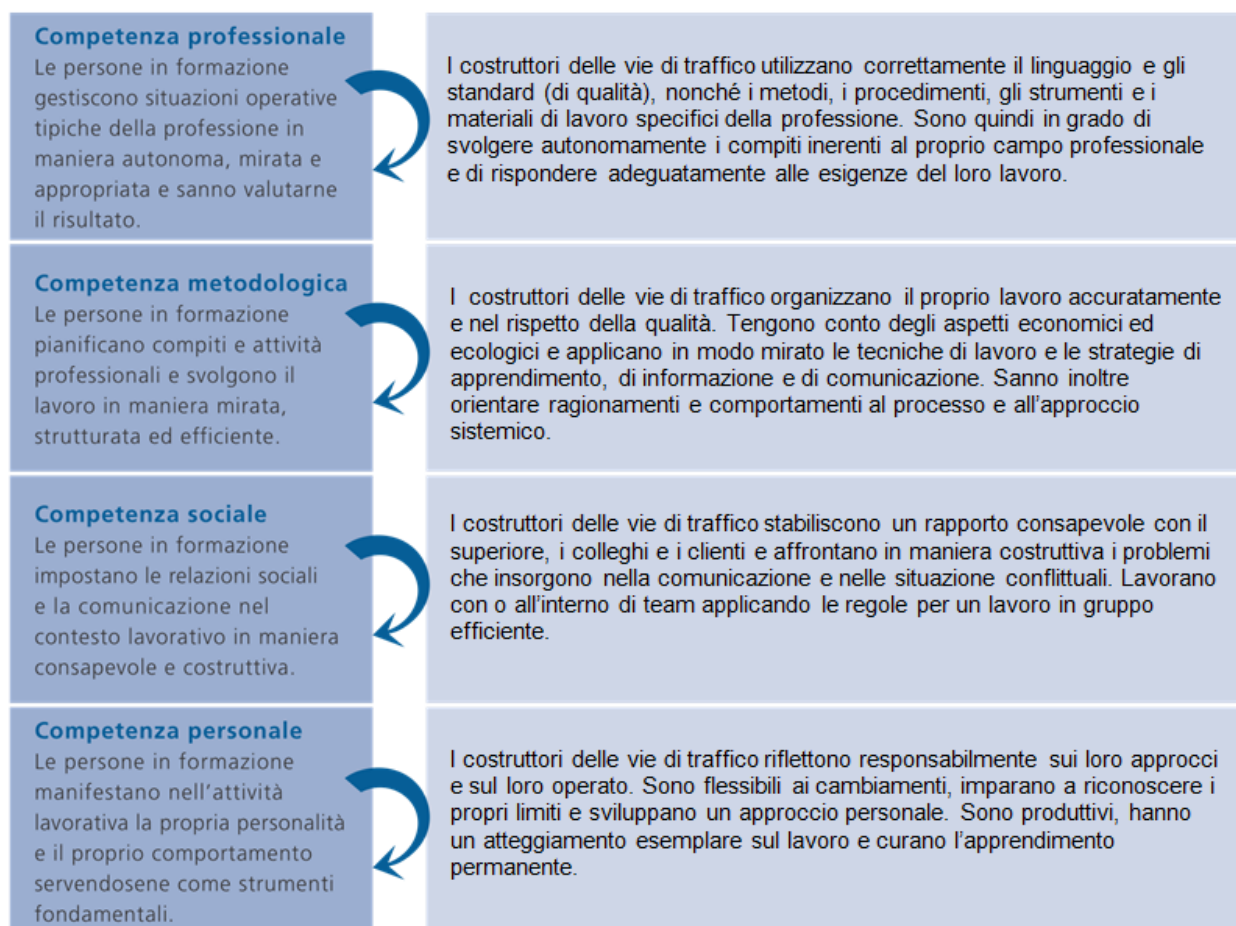 Competenza professionale
Le persone in formazione
gestiscono situazioni operative
tipiche della professione in
maniera autonoma, mirata e
appropriata e sanno valutarne
il risultato.
I costruttori delle vie di traffico utilizzano correttamente il linguaggio e gli
standard (di qualità), nonché i metodi, i procedimenti, gli strumenti e i
materiali di lavoro specifici della professione. Sono quindi in grado di
svolgere autonomamente i compiti inerenti al proprio campo professionale
e di rispondere adeguatamente alle esigenze del loro lavoro.
Competenza metodologica
Le persone in formazione
pianificano compiti e attività
professionali e svolgono il
lavoro in maniera mirata,
strutturata ed efficiente.
I costruttori delle vie di traffico organizzano il proprio lavoro accuratamente
e nel rispetto della qualità. Tengono conto degli aspetti economici ed
ecologici e applicano in modo mirato le tecniche di lavoro e le strategie di
apprendimento, di informazione e di comunicazione. Sanno inoltre
orientare ragionamenti e comportamenti al processo e all'approccio
sistemico.
Competenza sociale
Le persone in formazione
impostano le relazioni sociali
e la comunicazione nel
contesto lavorativo in maniera
consapevole e costruttiva.
I costruttori delle vie di traffico stabiliscono un rapporto consapevole con il
superiore, i colleghi e i clienti e affrontano in maniera costruttiva i problemi
che insorgono nella comunicazione e nelle situazione conflittuali. Lavorano
con o all'interno di team applicando le regole per un lavoro in gruppo
efficiente.
Competenza personale
Le persone in formazione
manifestano nell'attività
lavorativa la propria personalità
e il proprio comportamento
servendosene come strumenti
fondamentali.
I costruttori delle vie di traffico riflettono responsabilmente sui loro approcci
e sul loro operato. Sono flessibili ai cambiamenti, imparano a riconoscere i
propri limiti e sviluppano un approccio personale. Sono produttivi, hanno
un atteggiamento esemplare sul lavoro e curano l'apprendimento
permanente.